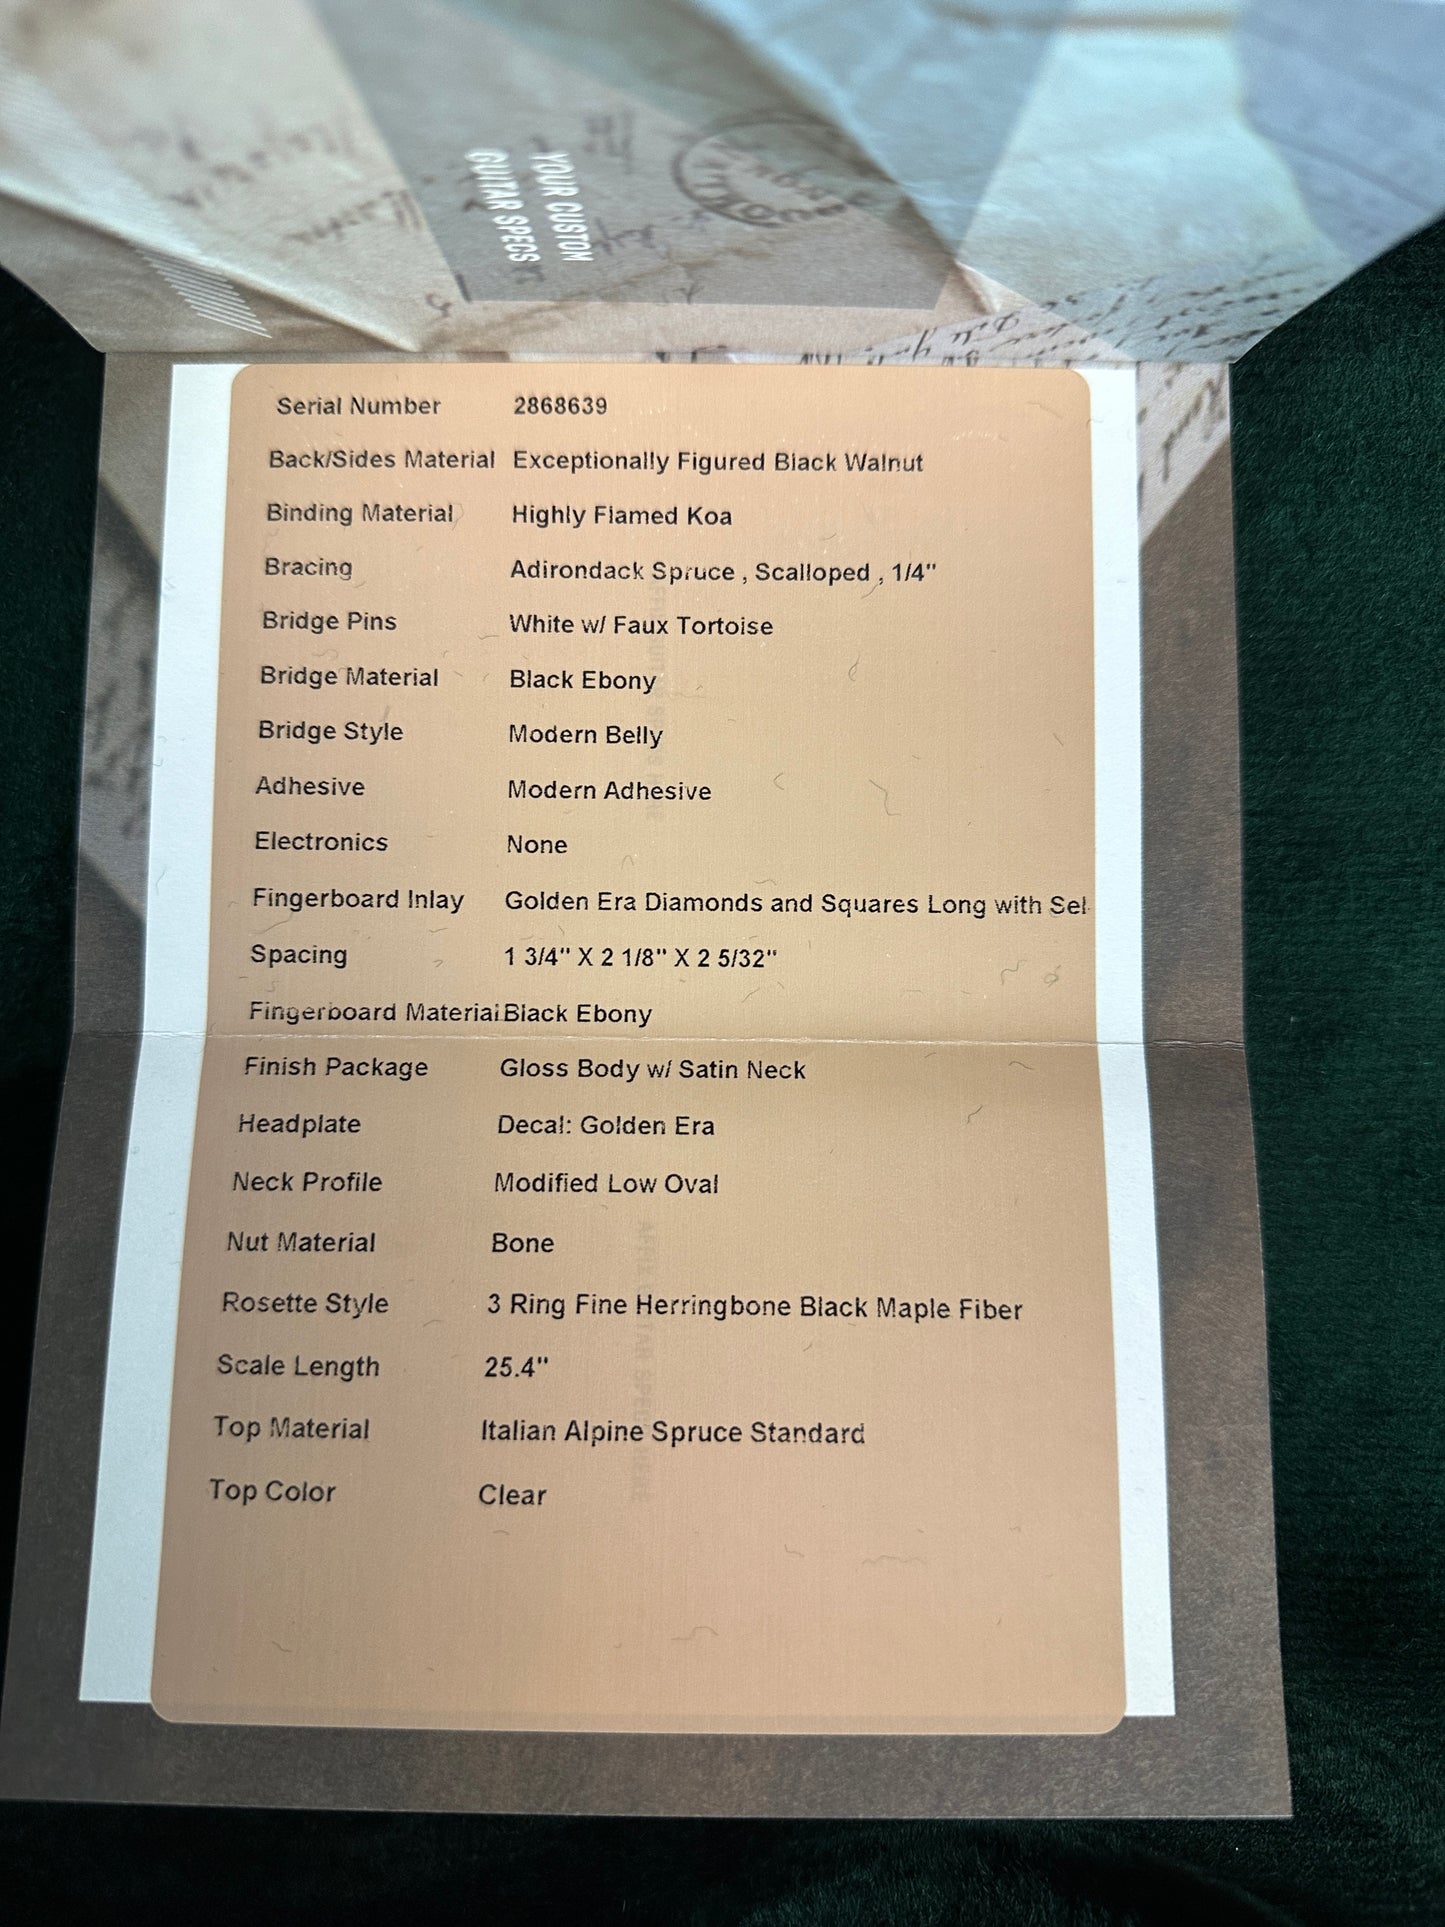 YOUR CUSTOM
GUITAR SPECS
Serial Number 2868639
Back/Sides Material Exceptionally Figured Black Walnut
Binding Material Highly Flamed Koa
Bracing Adirondack Spruce , Scalloped , 1/4"
Bridge Pins White w/ Faux Tortoise
Bridge Material Black Ebony
Bridge Style Modern Belly
Adhesive Modern Adhesive
Electronics None
Fingerboard Inlay Golden Era Diamonds and Squares Long with Sel
Spacing 1 3/4" X 2 1/8" X 2 5/32"
Fingerboard Material Black Ebony
Finish Package Gloss Body w/ Satin Neck
Headplate Decal: Golden Era
Neck Profile Modified Low Oval
Nut Material Bone
Rosette Style 3 Ring Fine Herringbone Black Maple Fiber
Scale Length 25.4"
Top Material Italian Alpine Spruce Standard
Top Color Clear